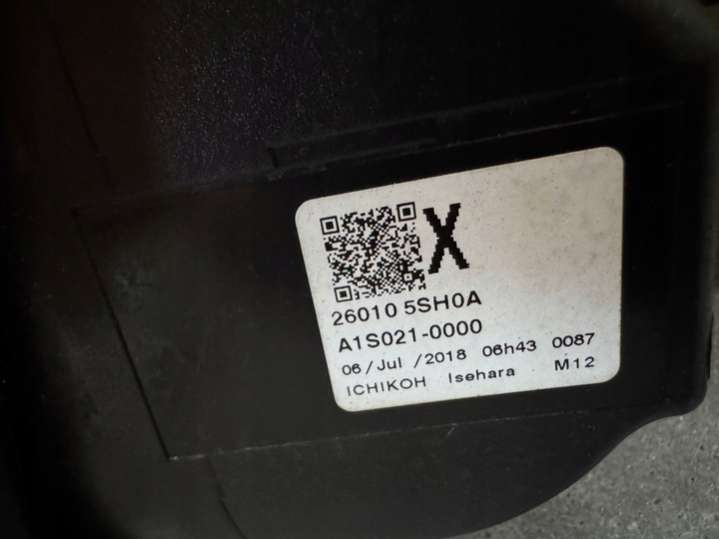 X
26010 5SH0A
A1S021-0000
06/Jul /2018 06h43 0087
ICHIKOH Isehara M12